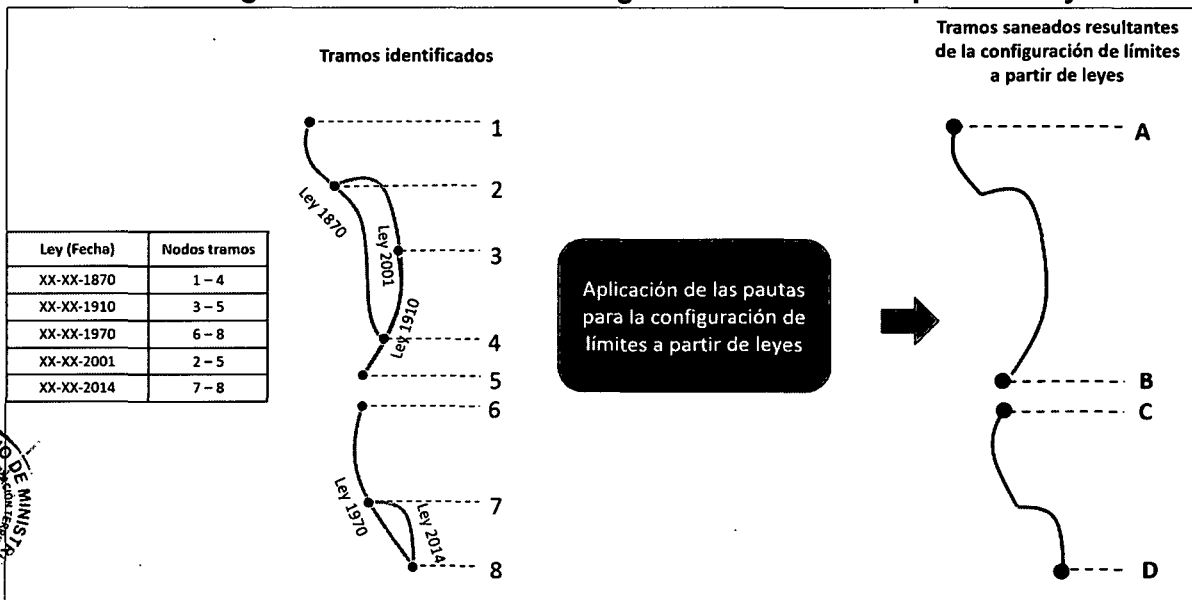 Tramos identificados
Tramos saneados resultantes
de la configuración de límites
a partir de leyes
Ley (Fecha) Nodos tramos
XX-XX-1870 1 – 4
XX-XX-1910 3 – 5
XX-XX-1970 6 – 8
XX-XX-2001 2 – 5
XX-XX-2014 7 – 8
1
2
3
4
5
6
7
8
Ley 1870
Ley 2001
Ley 1910
Ley 1970
Ley 2014
Aplicación de las pautas
para la configuración de
límites a partir de leyes
A
B
C
D
DE MINISTR